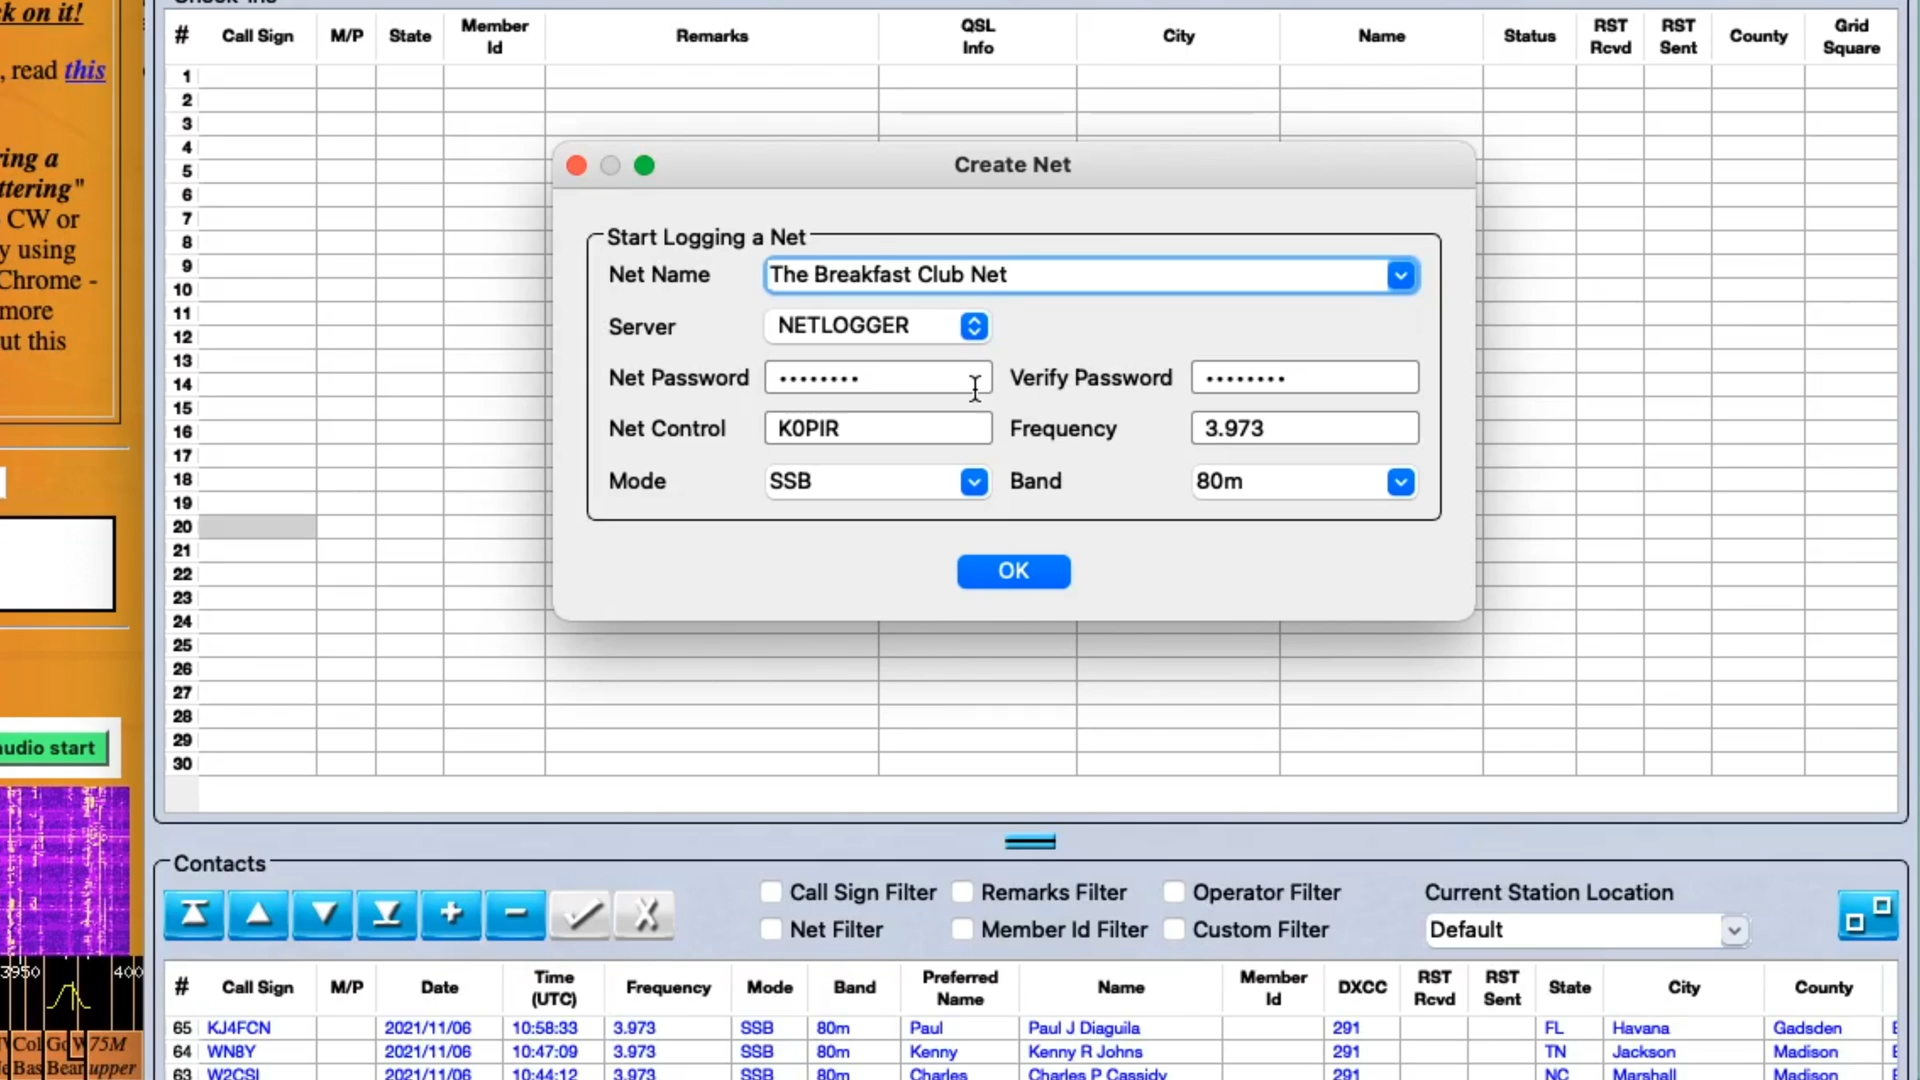 k on it!
, read this
ring a
ttering"
CW or
y using
Chrome -
more
ut this
audio start
3950 400
75M
Bas Bear upper
# Call Sign M/P State Member Id Remarks QSL Info City Name Status RST Rcvd RST Sent County Grid Square
1
2
3
4
5
6
7
8
9
10
11
12
13
14
15
16
17
18
19
20
21
22
23
24
25
26
27
28
29
30
Create Net
Start Logging a Net
Net Name The Breakfast Club Net
Server NETLOGGER
Net Password •••••••• Verify Password ••••••••
Net Control K0PIR Frequency 3.973
Mode SSB Band 80m
OK
Contacts
Call Sign Filter Remarks Filter Operator Filter Current Station Location
Net Filter Member Id Filter Custom Filter Default
# Call Sign M/P Date Time (UTC) Frequency Mode Band Preferred Name Name Member Id DXCC RST Rcvd RST Sent State City County
65 KJ4FCN 2021/11/06 10:58:33 3.973 SSB 80m Paul Paul J Diaguila 291 FL Havana Gadsden
64 WN8Y 2021/11/06 10:47:09 3.973 SSB 80m Kenny Kenny R Johns 291 TN Jackson Madison
63 W2CSI 2021/11/06 10:44:12 3.973 SSB 80m Charles Charles P Cassidy 291 NC Marshall Madison